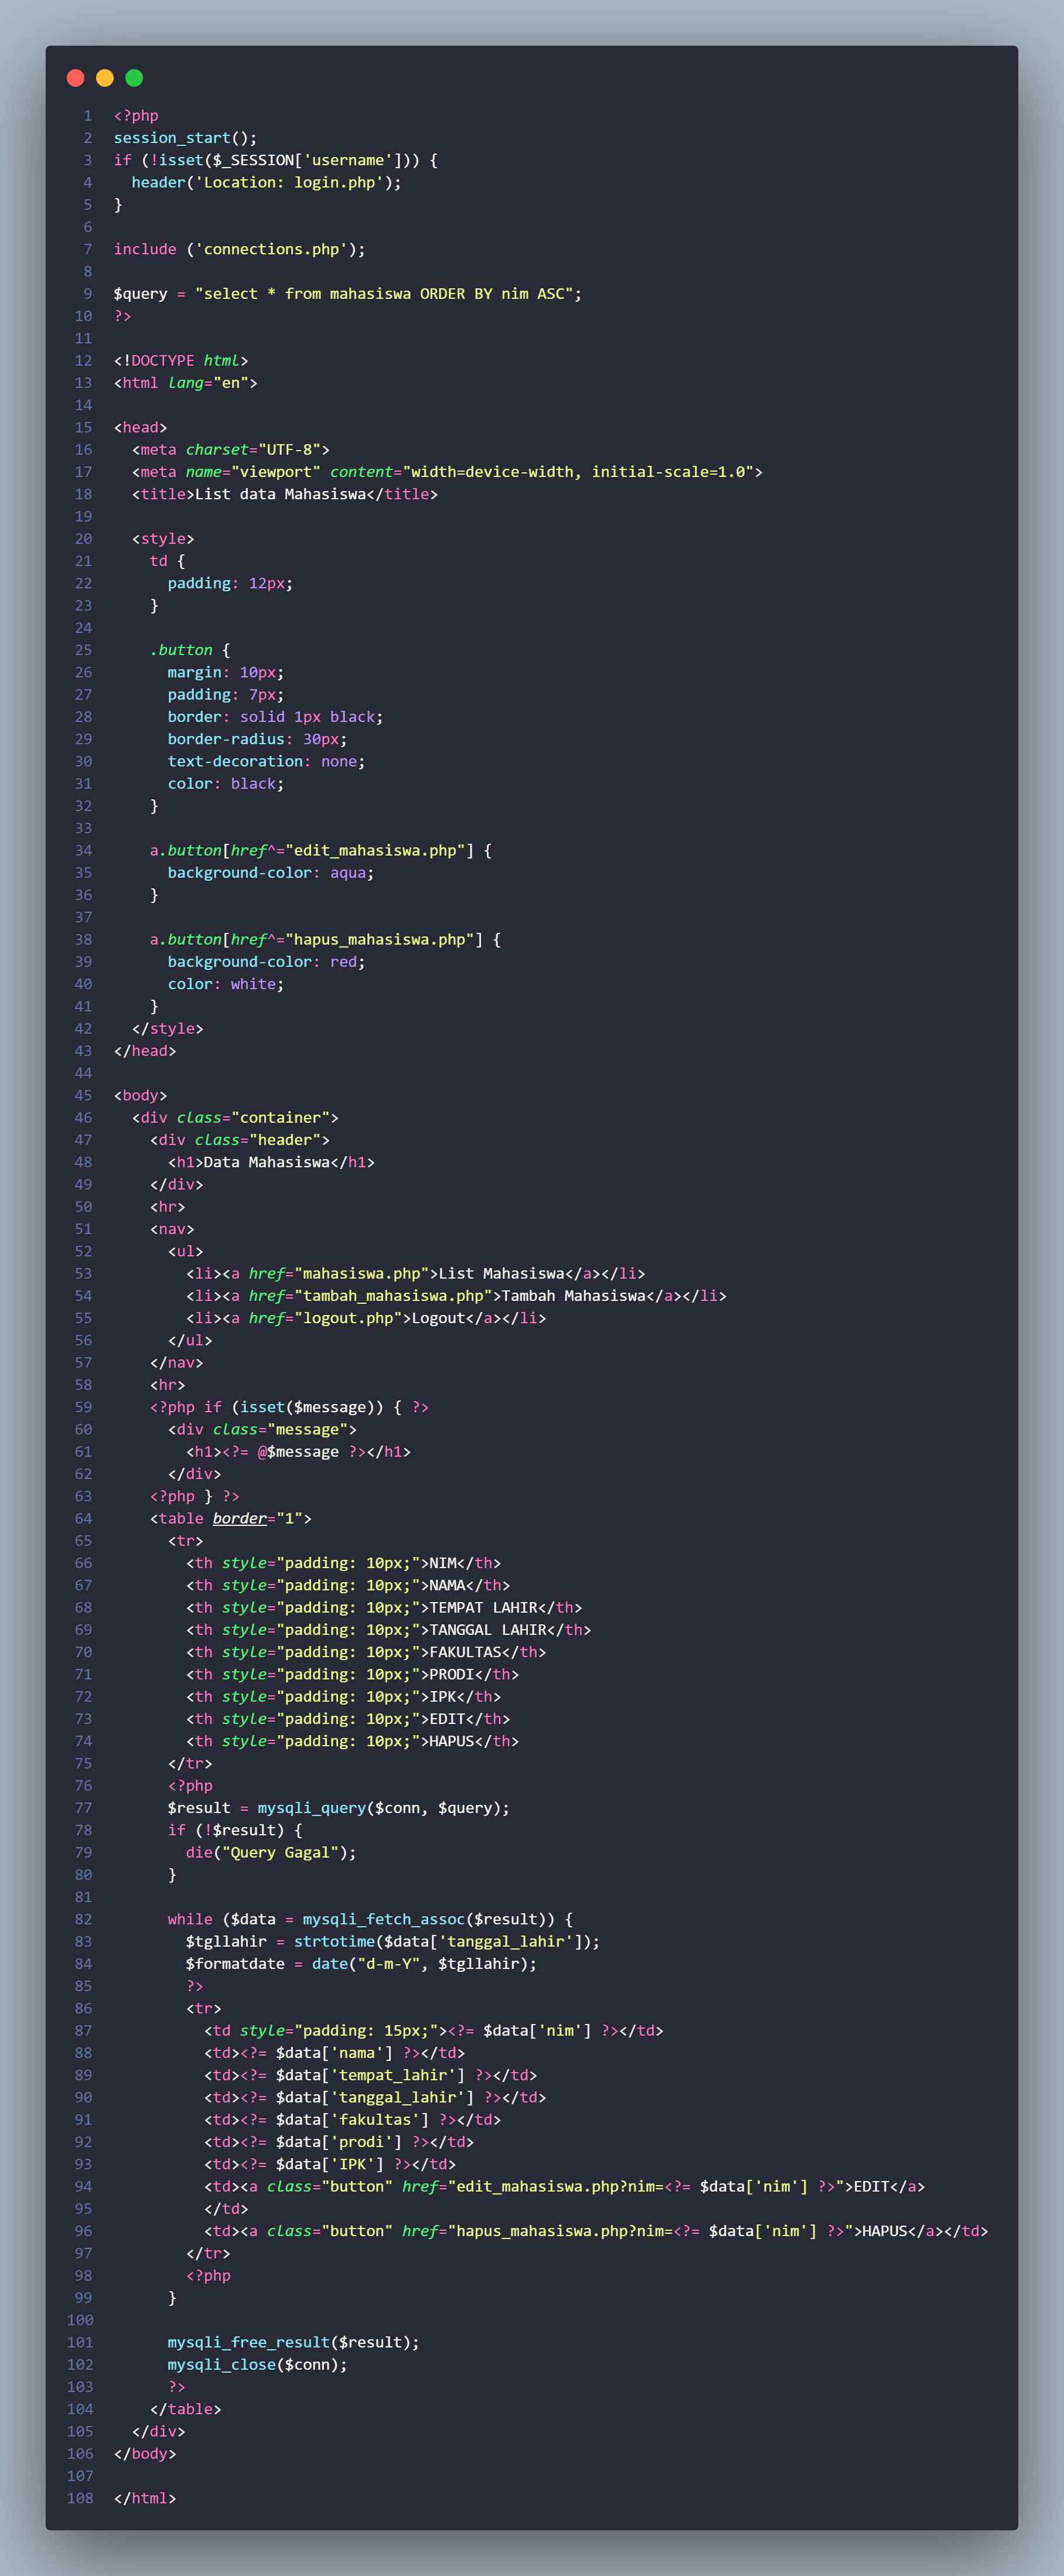 1 <?php
2 session_start();
3 if (!isset($_SESSION['username'])) {
4   header('Location: login.php');
5 }
6
7 include ('connections.php');
8
9 $query = "select * from mahasiswa ORDER BY nim ASC";
10 ?>
11
12 <!DOCTYPE html>
13 <html lang="en">
14
15 <head>
16   <meta charset="UTF-8">
17   <meta name="viewport" content="width=device-width, initial-scale=1.0">
18   <title>List data Mahasiswa</title>
19
20   <style>
21     td {
22       padding: 12px;
23     }
24
25     .button {
26       margin: 10px;
27       padding: 7px;
28       border: solid 1px black;
29       border-radius: 30px;
30       text-decoration: none;
31       color: black;
32     }
33
34     a.button[href^="edit_mahasiswa.php"] {
35       background-color: aqua;
36     }
37
38     a.button[href^="hapus_mahasiswa.php"] {
39       background-color: red;
40       color: white;
41     }
42   </style>
43 </head>
44
45 <body>
46   <div class="container">
47     <div class="header">
48       <h1>Data Mahasiswa</h1>
49     </div>
50     <hr>
51     <nav>
52       <ul>
53         <li><a href="mahasiswa.php">List Mahasiswa</a></li>
54         <li><a href="tambah_mahasiswa.php">Tambah Mahasiswa</a></li>
55         <li><a href="logout.php">Logout</a></li>
56       </ul>
57     </nav>
58     <hr>
59     <?php if (isset($message)) { ?>
60       <div class="message">
61         <h1><?= @$message ?></h1>
62       </div>
63     <?php } ?>
64     <table border="1">
65       <tr>
66         <th style="padding: 10px;">NIM</th>
67         <th style="padding: 10px;">NAMA</th>
68         <th style="padding: 10px;">TEMPAT LAHIR</th>
69         <th style="padding: 10px;">TANGGAL LAHIR</th>
70         <th style="padding: 10px;">FAKULTAS</th>
71         <th style="padding: 10px;">PRODI</th>
72         <th style="padding: 10px;">IPK</th>
73         <th style="padding: 10px;">EDIT</th>
74         <th style="padding: 10px;">HAPUS</th>
75       </tr>
76       <?php
77       $result = mysqli_query($conn, $query);
78       if (!$result) {
79         die("Query Gagal");
80       }
81
82       while ($data = mysqli_fetch_assoc($result)) {
83         $tgllahir = strtotime($data['tanggal_lahir']);
84         $formatdate = date("d-m-Y", $tgllahir);
85         ?>
86         <tr>
87           <td style="padding: 15px;"><?= $data['nim'] ?></td>
88           <td><?= $data['nama'] ?></td>
89           <td><?= $data['tempat_lahir'] ?></td>
90           <td><?= $data['tanggal_lahir'] ?></td>
91           <td><?= $data['fakultas'] ?></td>
92           <td><?= $data['prodi'] ?></td>
93           <td><?= $data['IPK'] ?></td>
94           <td><a class="button" href="edit_mahasiswa.php?nim=<?= $data['nim'] ?>">EDIT</a>
95           </td>
96           <td><a class="button" href="hapus_mahasiswa.php?nim=<?= $data['nim'] ?>">HAPUS</a></td>
97         </tr>
98         <?php
99       }
100
101       mysqli_free_result($result);
102       mysqli_close($conn);
103       ?>
104     </table>
105   </div>
106 </body>
107
108 </html>